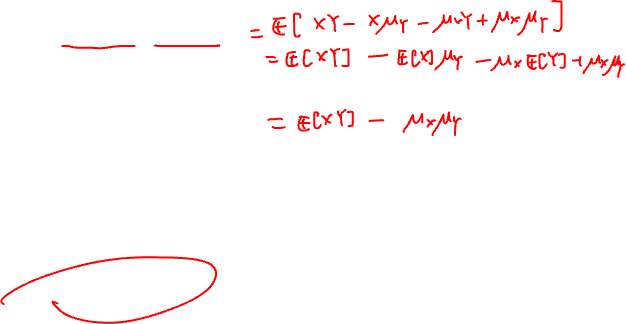 = 𝔼[XY - Xμ_Y - μ_XY + μ_Xμ_Y]
= 𝔼[XY] - 𝔼[X]μ_Y - μ_X𝔼[Y] + μ_Xμ_Y
= 𝔼[XY] - μ_Xμ_Y